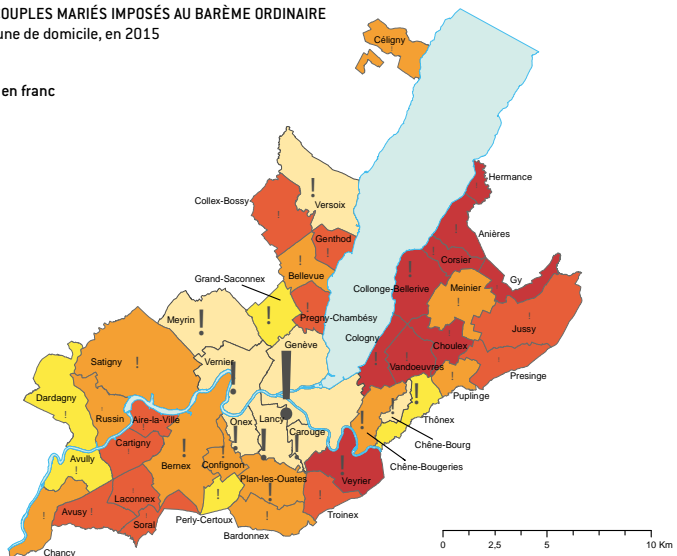 OUPLES MARIÉS IMPOSÉS AU BARÈME ORDINAIRE
une de domicile, en 2015
en franc
Céligny
Hermance
Collex-Bossy
Versoix
Anières
Genthod
Corsier
Bellevue
Gy
Grand-Saconnex
Collonge-Bellerive
Meinier
Meyrin
Pregny-Chambésy
Jussy
Cologny
Genève
Choulex
Satigny
Vernier
Vandoeuvres
Presinge
Dardagny
Puplinge
Russin
Aire-la-Ville
Onex
Lancy
Thônex
Carouge
Cartigny
Chêne-Bourg
Avully
Bernex
Confignon
Chêne-Bougeries
Plan-les-Ouates
Veyrier
Laconnex
Avusy
Troinex
Soral
Perly-Certoux
Bardonnex
Chancy
0 2,5 5 10 Km